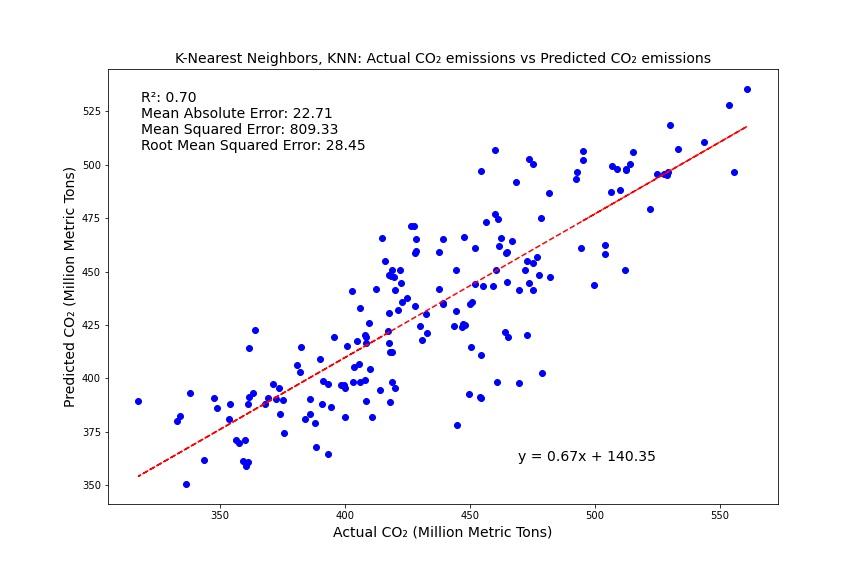 K-Nearest Neighbors, KNN: Actual CO₂ emissions vs Predicted CO₂ emissions
R²: 0.70
Mean Absolute Error: 22.71
Mean Squared Error: 809.33
Root Mean Squared Error: 28.45
Predicted CO₂ (Million Metric Tons)
525
500
475
450
425
400
375
350
y = 0.67x + 140.35
350 400 450 500 550
Actual CO₂ (Million Metric Tons)